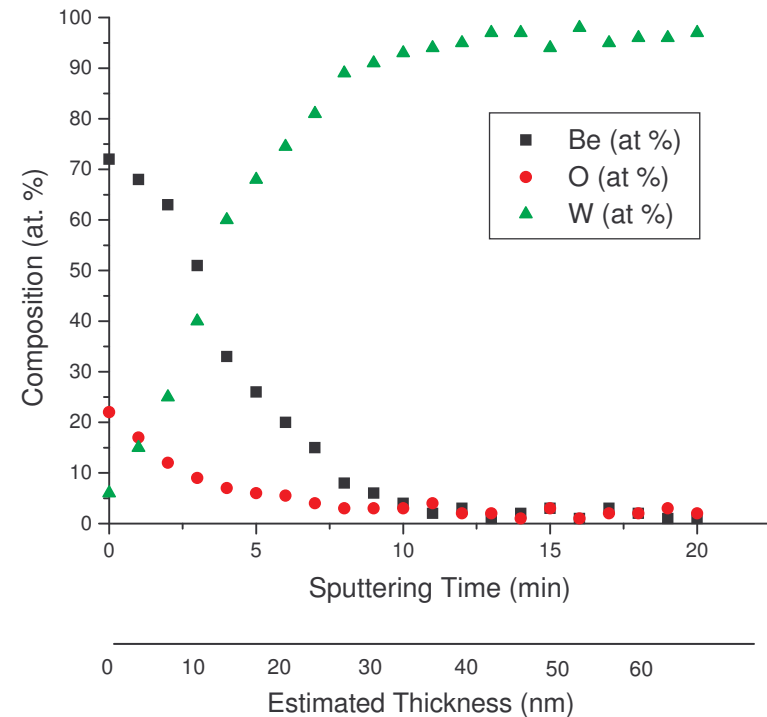 100
90
80
70
60
50
40
30
20
10
0
Composition (at. %)
Be (at %)
O (at %)
W (at %)
0 5 10 15 20
Sputtering Time (min)
0 10 20 30 40 50 60
Estimated Thickness (nm)